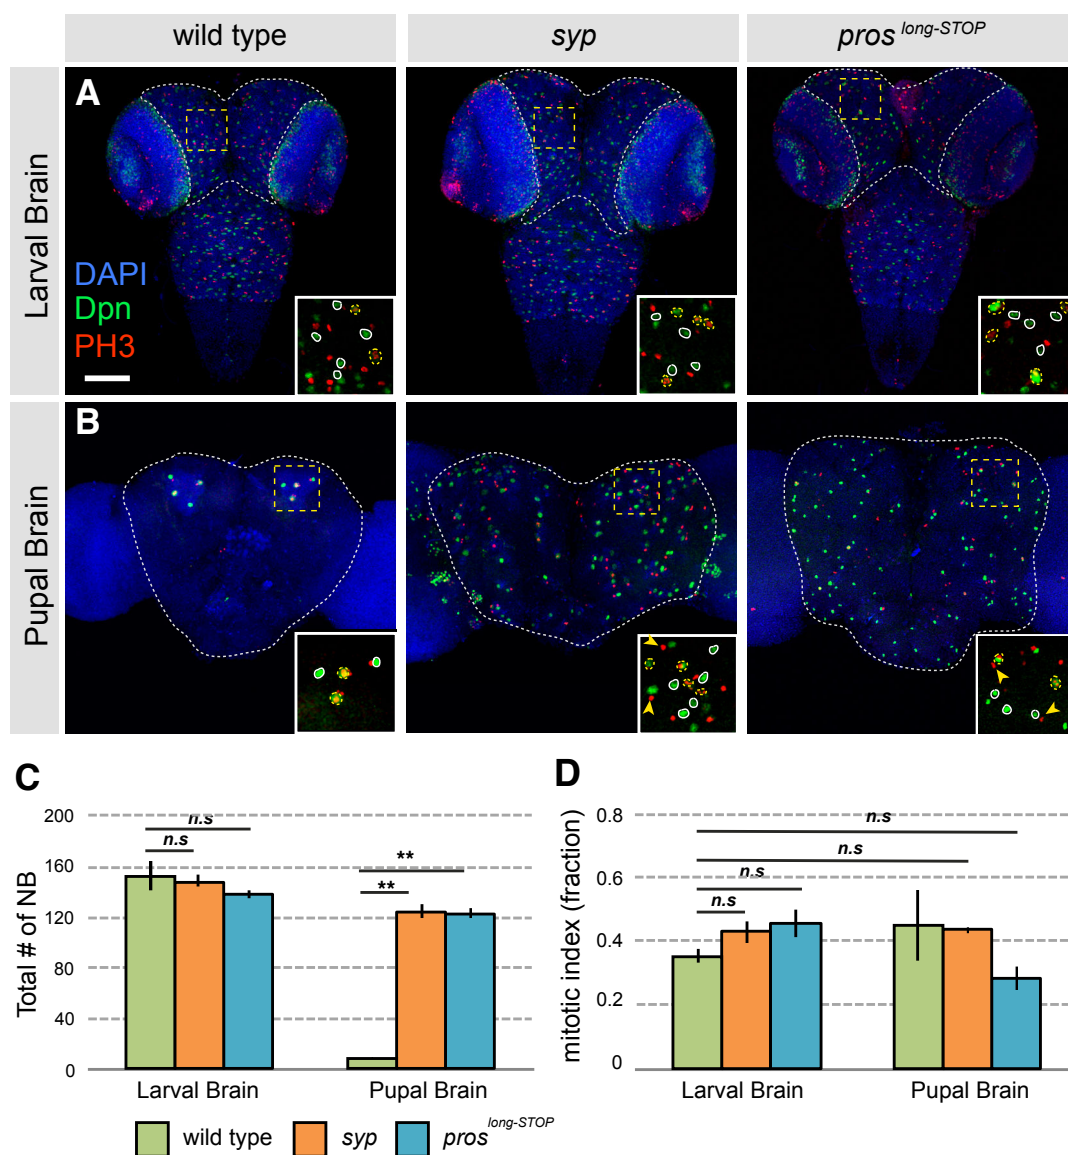 wild type
syp
pros long-STOP
Larval Brain
A
DAPI
Dpn
PH3
Pupal Brain
B
C
Total # of NB
200
160
120
80
40
0
n.s
n.s
**
**
Larval Brain
Pupal Brain
D
mitotic index (fraction)
0.8
0.6
0.4
0.2
0
n.s
n.s
n.s
n.s
Larval Brain
Pupal Brain
wild type
syp
pros long-STOP